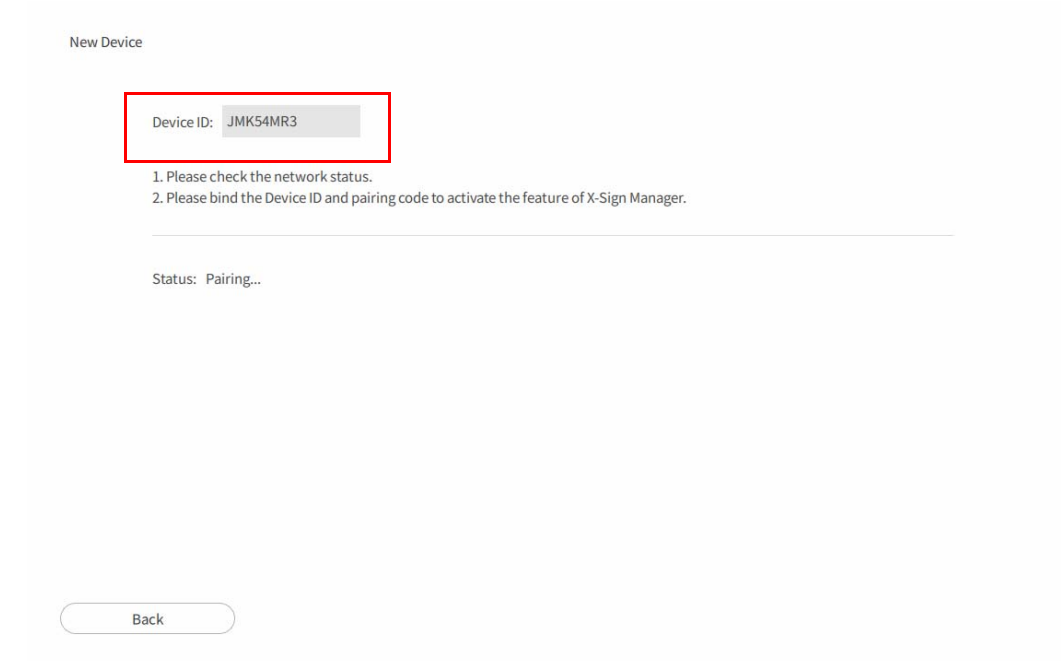 New Device
Device ID: JMK54MR3
1. Please check the network status.
2. Please bind the Device ID and pairing code to activate the feature of X-Sign Manager.
Status: Pairing...
Back